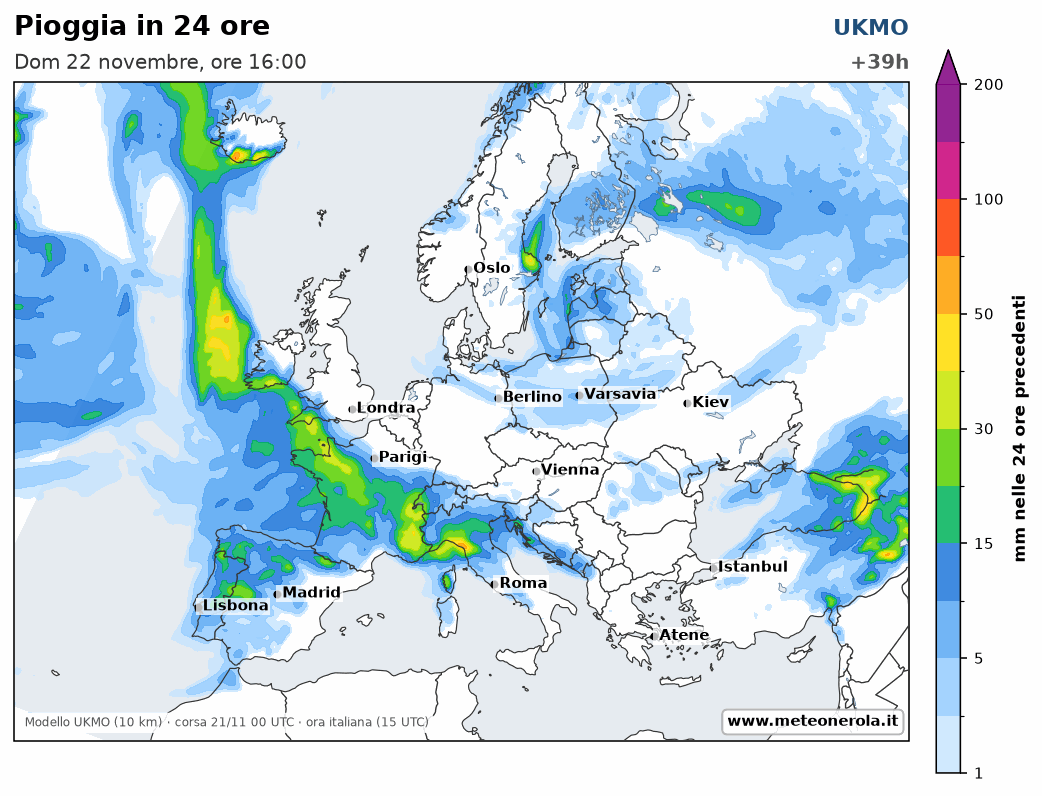 Pioggia in 24 ore
UKMO
Dom 22 novembre, ore 16:00
+39h
200
100
50
30
15
5
1
mm nelle 24 ore precedenti
Oslo
Londra
Berlino
Varsavia
Kiev
Parigi
Vienna
Istanbul
Roma
Madrid
Lisbona
Atene
Modello UKMO (10 km) · corsa 21/11 00 UTC · ora italiana (15 UTC)
www.meteonerola.it